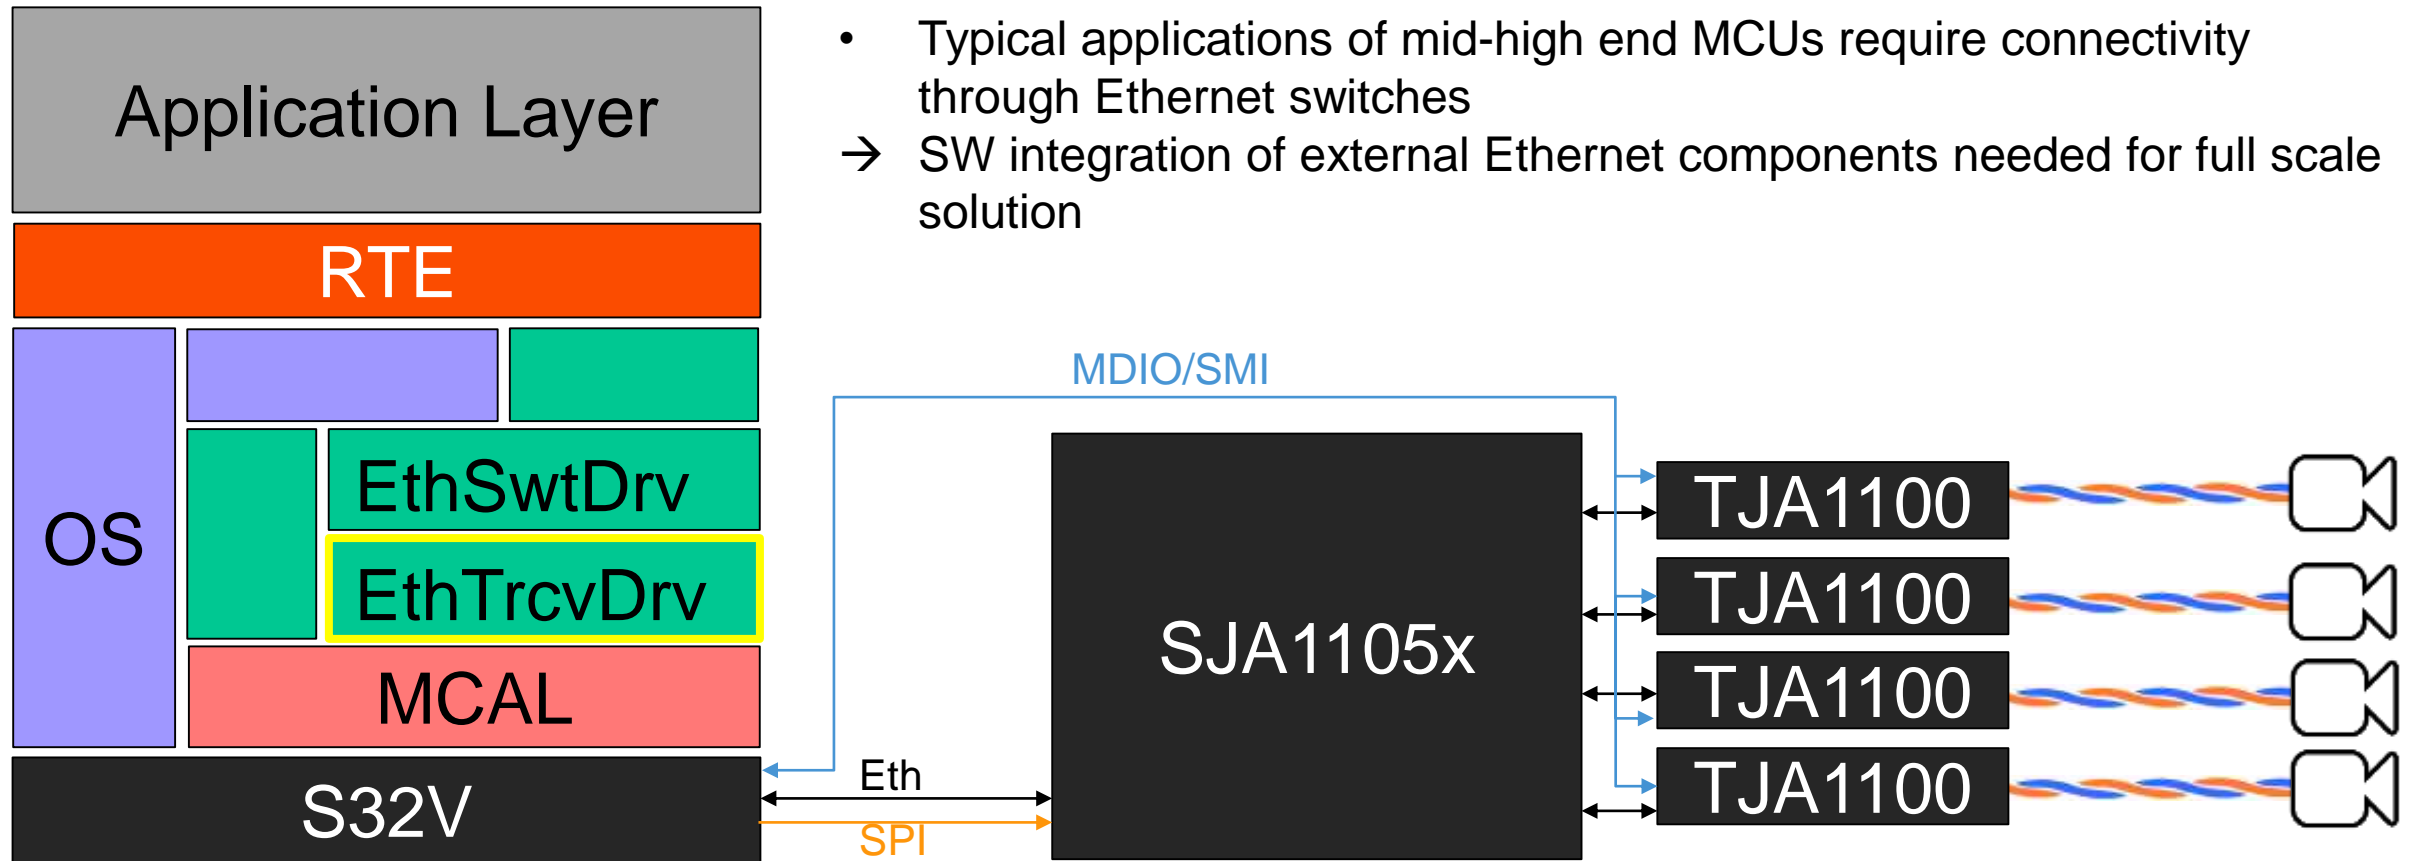 Application Layer
RTE
OS
EthSwtDrv
EthTrcvDrv
MCAL
S32V
• Typical applications of mid-high end MCUs require connectivity
through Ethernet switches
→ SW integration of external Ethernet components needed for full scale
solution
MDIO/SMI
Eth
SPI
SJA1105x
TJA1100
TJA1100
TJA1100
TJA1100